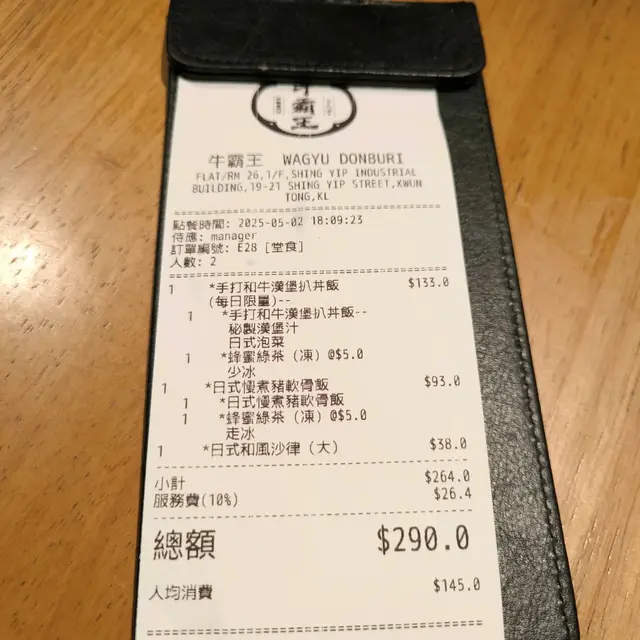 牛霸王
牛霸王 WAGYU DONBURI
FLAT/RM 26,1/F,SHING YIP INDUSTRIAL
BUILDING,19-21 SHING YIP STREET,KWUN
TONG,KL
點餐時間: 2025-05-02 18:09:23
侍應: manager
訂單編號: E28 [堂食]
人數: 2
1 *手打和牛漢堡扒丼飯 $133.0
(每日限量)--
1 *手打和牛漢堡扒丼飯--
秘製漢堡汁
日式泡菜
1 *蜂蜜綠茶 (凍) @$5.0
少冰
1 *日式慢煮豬軟骨飯 $93.0
1 *日式慢煮豬軟骨飯
1 *蜂蜜綠茶 (凍) @$5.0
走冰
1 *日式和風沙律 (大) $38.0
小計 $264.0
服務費(10%) $26.4
總額 $290.0
人均消費 $145.0